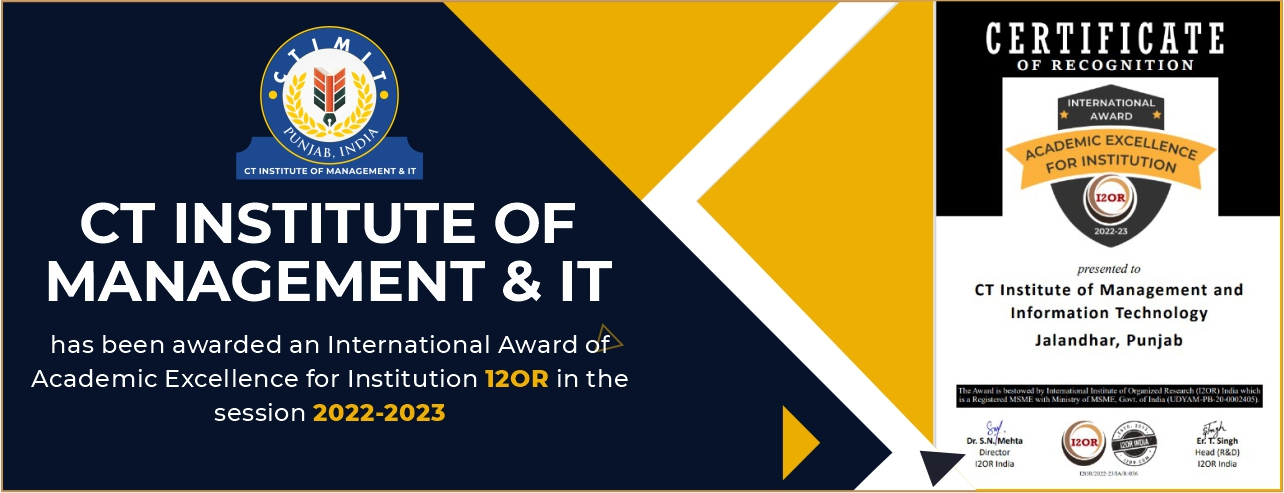 CTIMIT
PUNJAB, INDIA
CT INSTITUTE OF MANAGEMENT & IT
CT INSTITUTE OF
MANAGEMENT & IT
has been awarded an International Award of
Academic Excellence for Institution 12OR in the
session 2022-2023
CERTIFICATE
OF RECOGNITION
INTERNATIONAL
AWARD
ACADEMIC EXCELLENCE
FOR INSTITUTION
I2OR
2022-23
presented to
CT Institute of Management and
Information Technology
Jalandhar, Punjab
The Award is bestowed by International Institute of Organized Research (I2OR) India which
is a Registered MSME with Ministry of MSME, Govt. of India (UDYAM-PB-20-0002405).
Dr. S.N. Mehta
Director
I2OR India
I2OR
I2OR INDIA
Er. T. Singh
Head (R&D)
I2OR India